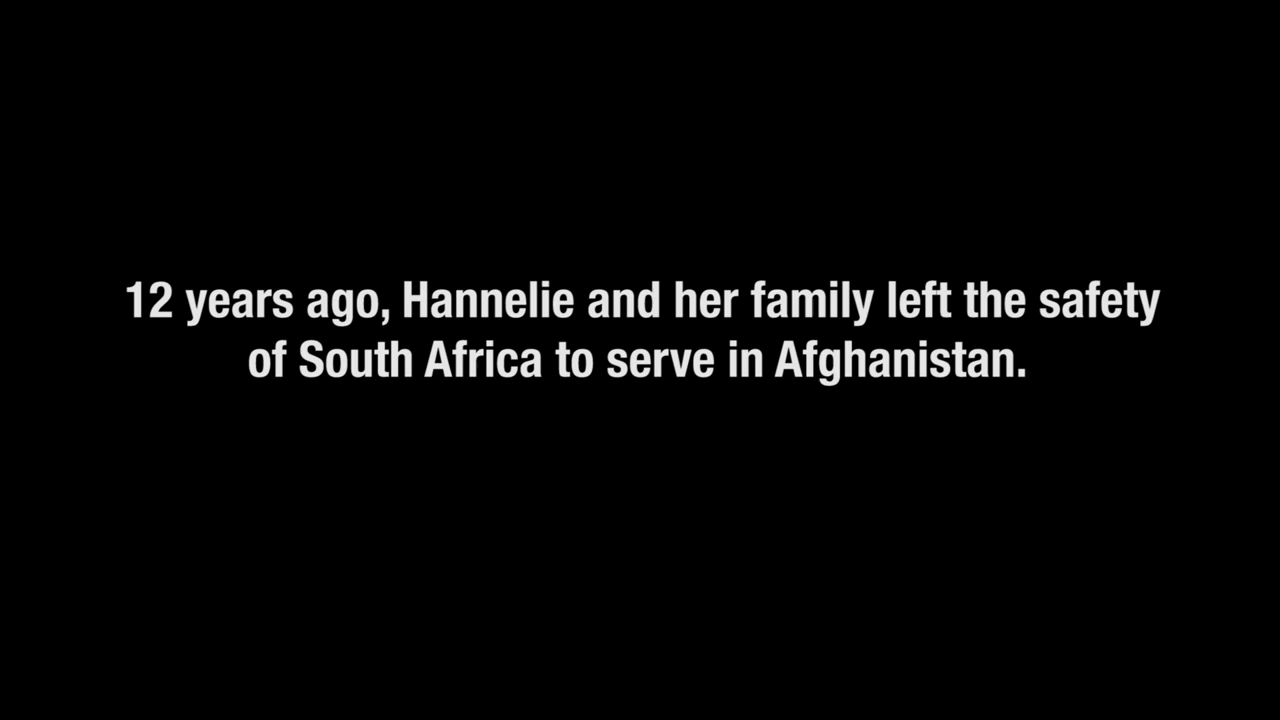 12 years ago, Hannelie and her family left the safety
of South Africa to serve in Afghanistan.